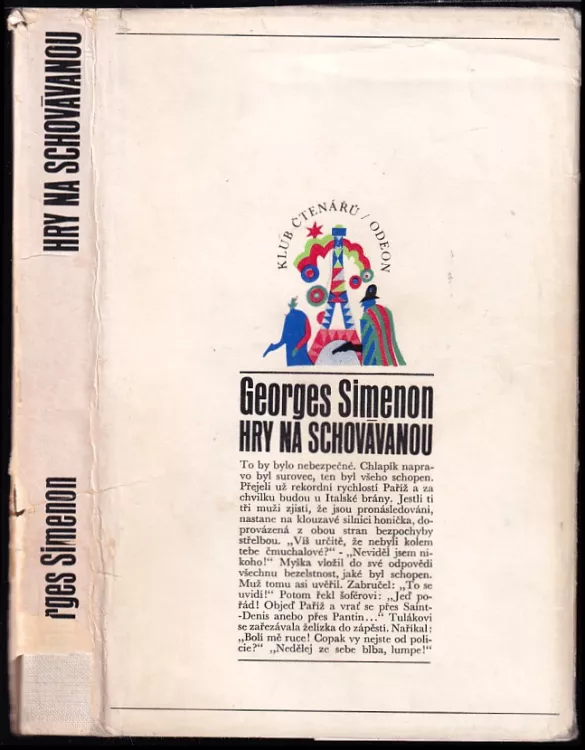 HRY NA SCHOVÁVANOU
rges Simenon
KLUB ČTENÁŘŮ / ODEON
Georges Simenon
HRY NA SCHOVÁVANOU
To by bylo nebezpečné. Chlapík napra-
vo byl surovec, ten byl všeho schopen.
Přejeli už rekordní rychlostí Paříž a za
chvilku budou u Italské brány. Jestli ti
tři muži zjistí, že jsou pronásledováni,
nastane na klouzavé silnici honička, do-
provázená z obou stran bezpochyby
střelbou. „Víš určitě, že nebyli kolem
tebe čmuchalové?“ - „Neviděl jsem ni-
koho!“ Myška vložil do své odpovědi
všechnu bezelstnost, jaké byl schopen.
Muž tomu asi uvěřil. Zabručel: „To se
uvidí!“ Potom řekl šoférovi: „Jeď po-
řád! Objeď Paříž a vrať se přes Saint-
-Denis anebo přes Pantin...“ Tulákovi
se zařezávala želízka do zápěstí. Naříkal:
„Bolí mě ruce! Copak vy nejste od poli-
cie?“ „Nedělej ze sebe blba, lumpe!“